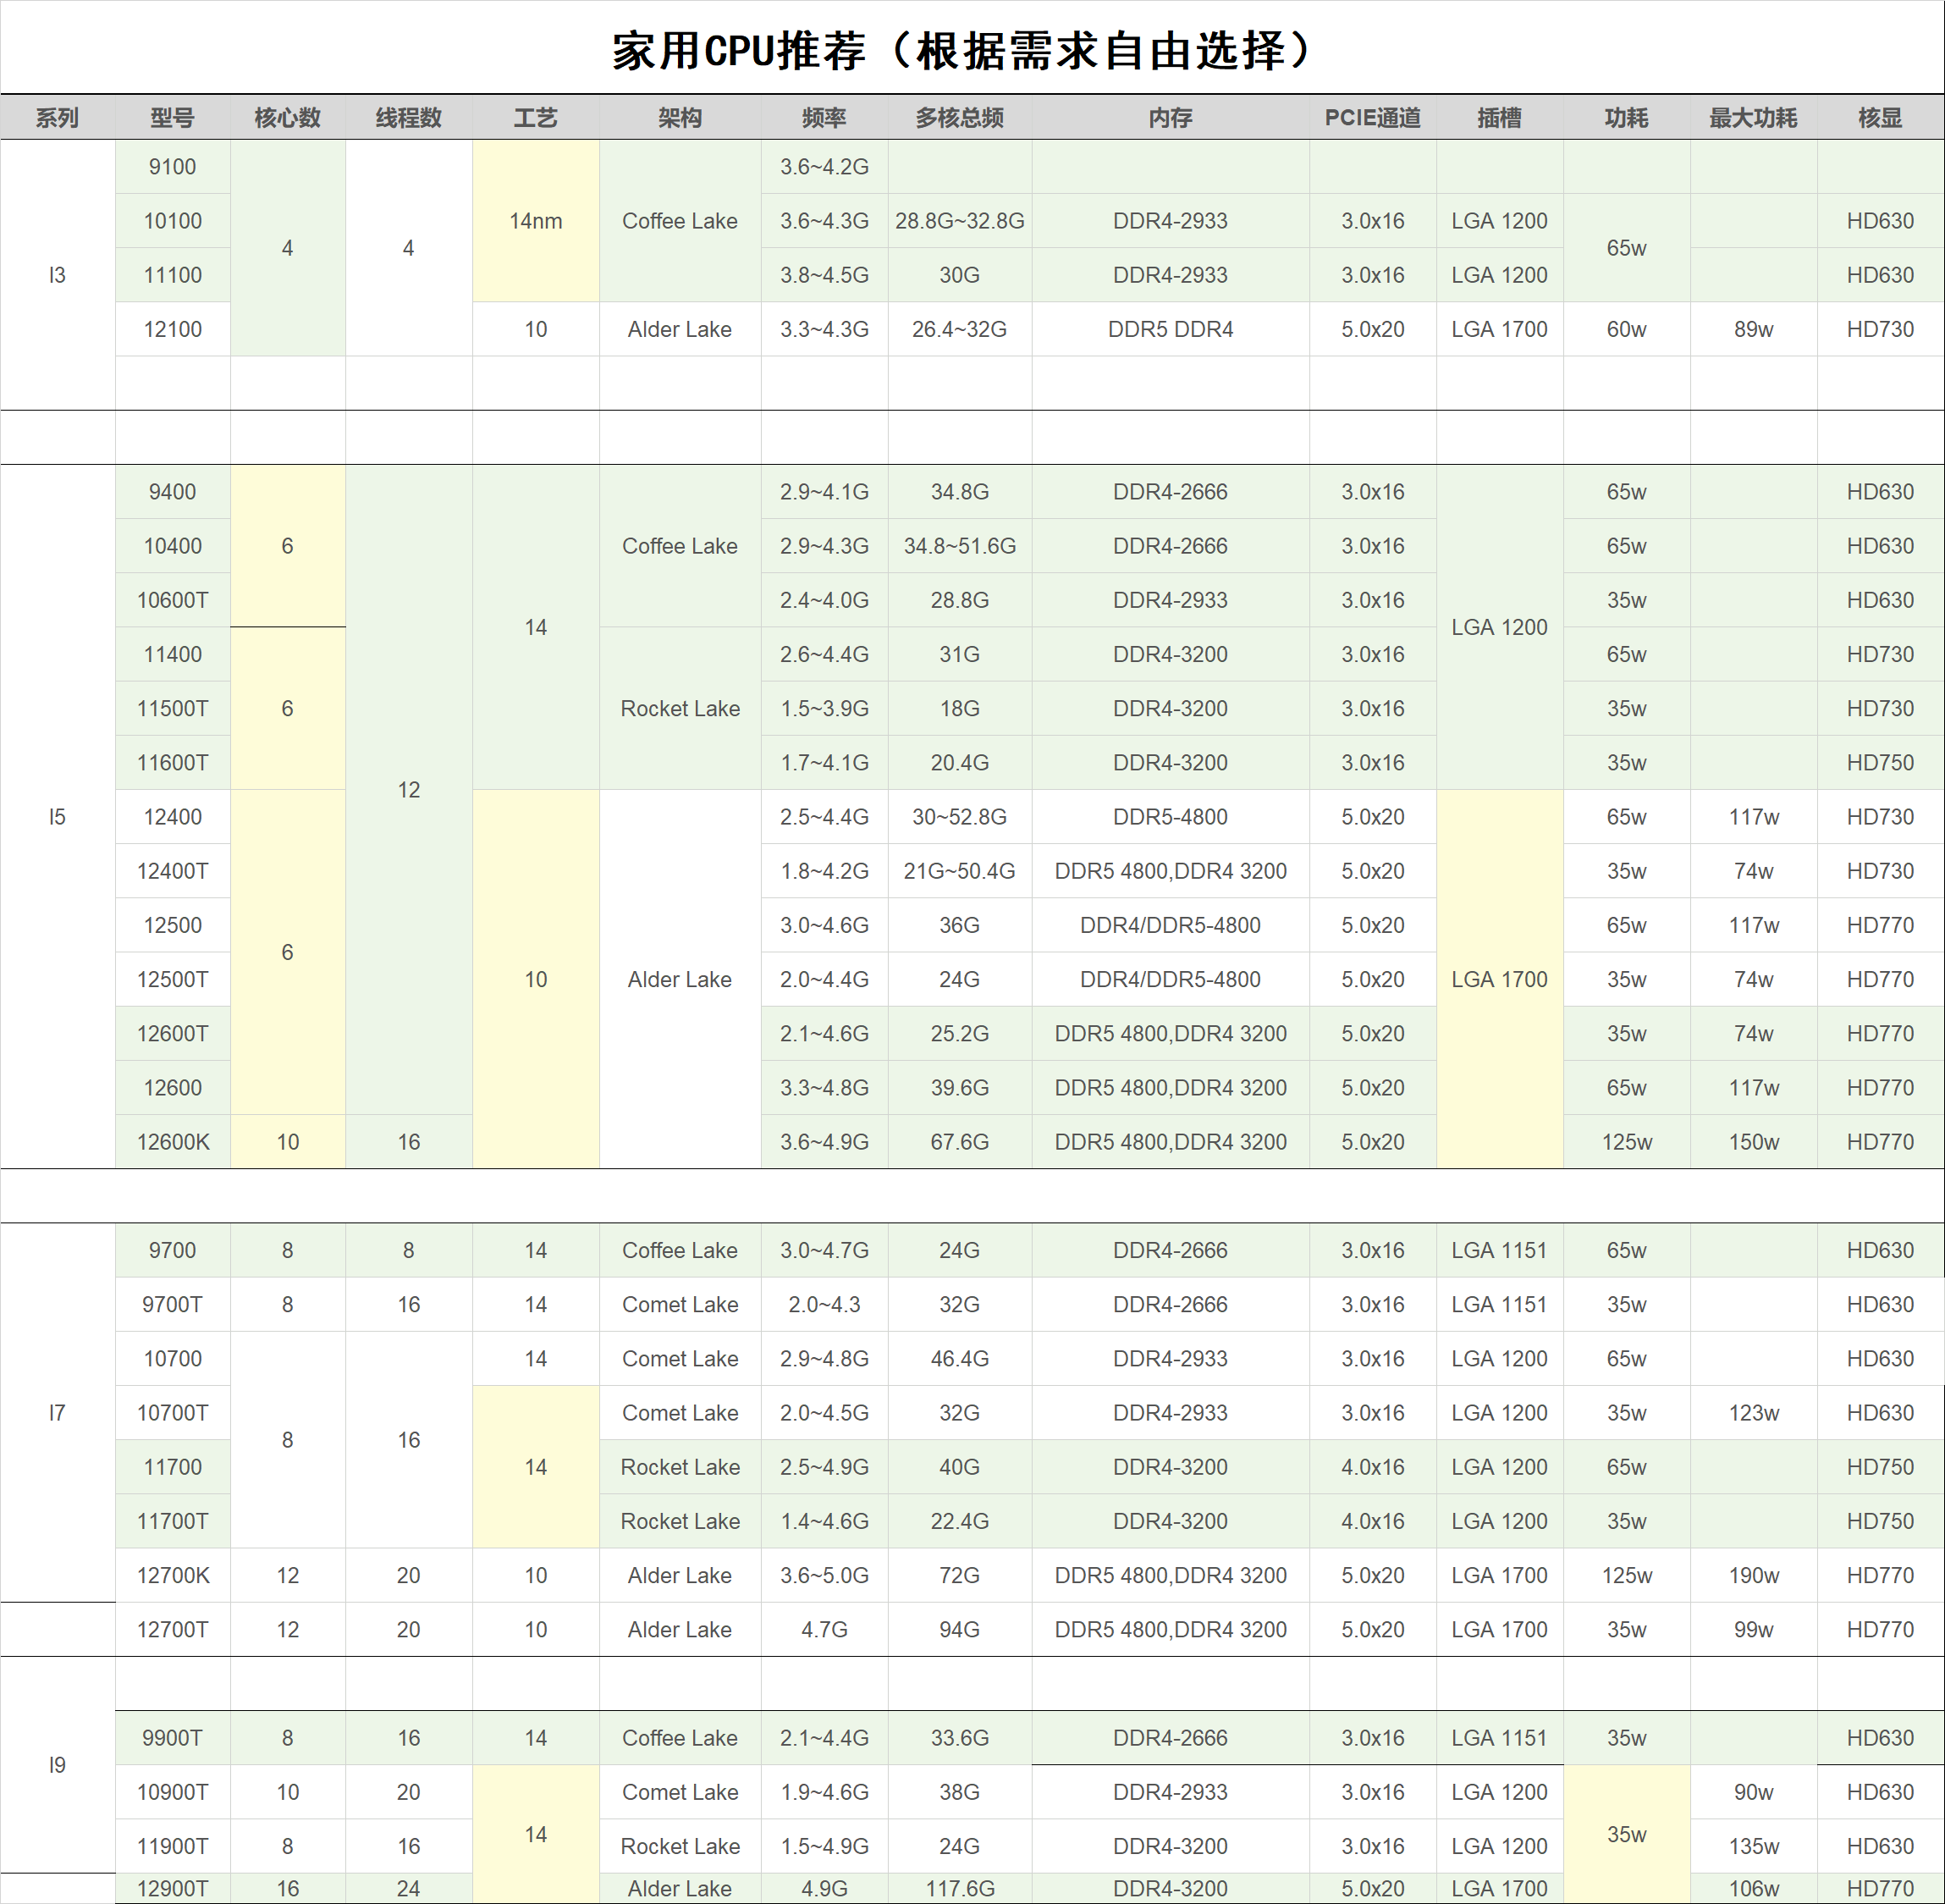 家用CPU推荐（根据需求自由选择）
系列 型号 核心数 线程数 工艺 架构 频率 多核总频 内存 PCIE通道 插槽 功耗 最大功耗 核显
I3 9100 4 4 14nm Coffee Lake 3.6~4.2G
10100 3.6~4.3G 28.8G~32.8G DDR4-2933 3.0x16 LGA 1200 65w HD630
11100 3.8~4.5G 30G DDR4-2933 3.0x16 LGA 1200 HD630
12100 10 Alder Lake 3.3~4.3G 26.4~32G DDR5 DDR4 5.0x20 LGA 1700 60w 89w HD730
I5 9400 6 12 14 Coffee Lake 2.9~4.1G 34.8G DDR4-2666 3.0x16 LGA 1200 65w HD630
10400 2.9~4.3G 34.8~51.6G DDR4-2666 3.0x16 65w HD630
10600T 2.4~4.0G 28.8G DDR4-2933 3.0x16 35w HD630
11400 6 Rocket Lake 2.6~4.4G 31G DDR4-3200 3.0x16 65w HD730
11500T 1.5~3.9G 18G DDR4-3200 3.0x16 35w HD730
11600T 1.7~4.1G 20.4G DDR4-3200 3.0x16 35w HD750
12400 6 10 Alder Lake 2.5~4.4G 30~52.8G DDR5-4800 5.0x20 LGA 1700 65w 117w HD730
12400T 1.8~4.2G 21G~50.4G DDR5 4800,DDR4 3200 5.0x20 35w 74w HD730
12500 3.0~4.6G 36G DDR4/DDR5-4800 5.0x20 65w 117w HD770
12500T 2.0~4.4G 24G DDR4/DDR5-4800 5.0x20 35w 74w HD770
12600T 2.1~4.6G 25.2G DDR5 4800,DDR4 3200 5.0x20 35w 74w HD770
12600 3.3~4.8G 39.6G DDR5 4800,DDR4 3200 5.0x20 65w 117w HD770
12600K 10 16 3.6~4.9G 67.6G DDR5 4800,DDR4 3200 5.0x20 125w 150w HD770
I7 9700 8 8 14 Coffee Lake 3.0~4.7G 24G DDR4-2666 3.0x16 LGA 1151 65w HD630
9700T 8 16 14 Comet Lake 2.0~4.3 32G DDR4-2666 3.0x16 LGA 1151 35w HD630
10700 8 16 14 Comet Lake 2.9~4.8G 46.4G DDR4-2933 3.0x16 LGA 1200 65w HD630
10700T 14 Comet Lake 2.0~4.5G 32G DDR4-2933 3.0x16 LGA 1200 35w 123w HD630
11700 Rocket Lake 2.5~4.9G 40G DDR4-3200 4.0x16 LGA 1200 65w HD750
11700T Rocket Lake 1.4~4.6G 22.4G DDR4-3200 4.0x16 LGA 1200 35w HD750
12700K 12 20 10 Alder Lake 3.6~5.0G 72G DDR5 4800,DDR4 3200 5.0x20 LGA 1700 125w 190w HD770
12700T 12 20 10 Alder Lake 4.7G 94G DDR5 4800,DDR4 3200 5.0x20 LGA 1700 35w 99w HD770
I9 9900T 8 16 14 Coffee Lake 2.1~4.4G 33.6G DDR4-2666 3.0x16 LGA 1151 35w HD630
10900T 10 20 14 Comet Lake 1.9~4.6G 38G DDR4-2933 3.0x16 LGA 1200 35w 90w HD630
11900T 8 16 Rocket Lake 1.5~4.9G 24G DDR4-3200 3.0x16 LGA 1200 135w HD630
12900T 16 24 Alder Lake 4.9G 117.6G DDR4-3200 5.0x20 LGA 1700 106w HD770